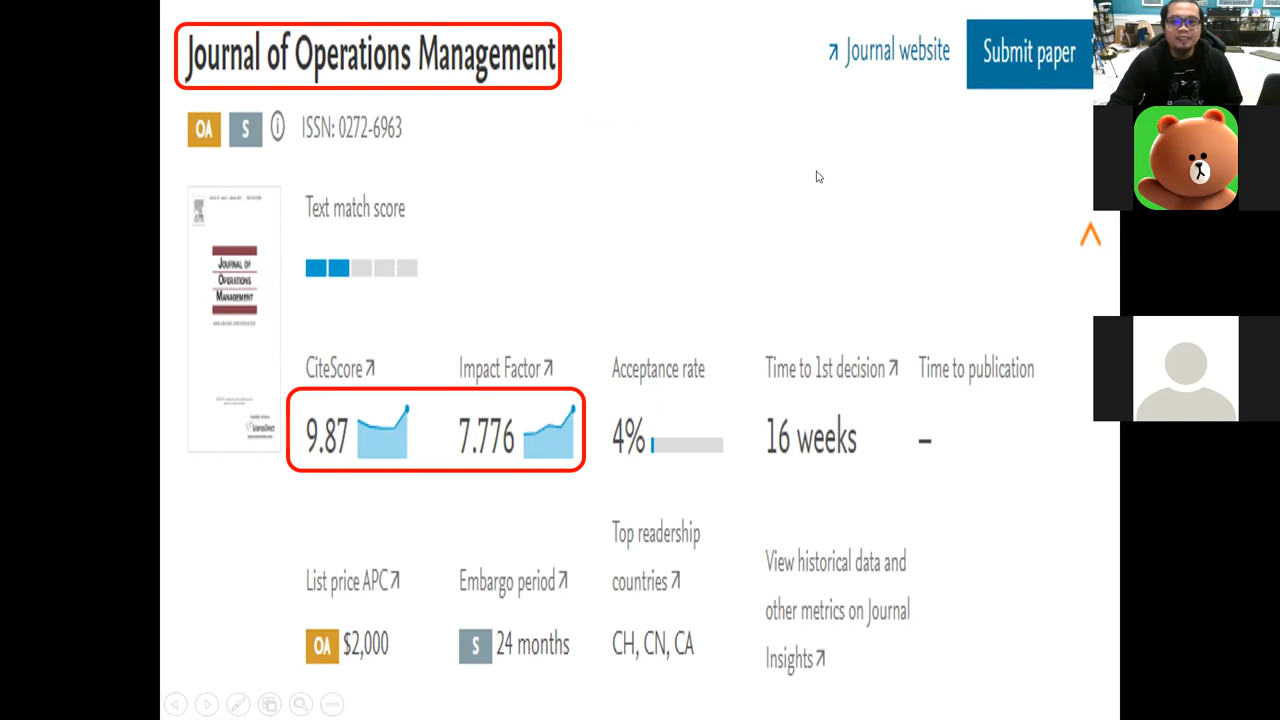 Journal of Operations Management
Journal website
Submit paper
OA S ISSN: 0272-6963
Text match score
JOURNAL OF
OPERATIONS
MANAGEMENT
ScienceDirect
CiteScore
Impact Factor
Acceptance rate
Time to 1st decision
Time to publication
9.87
7.776
4%
16 weeks
–
List price APC
Embargo period
Top readership
countries
View historical data and
other metrics on Journal
Insights
OA $2,000
S 24 months
CH, CN, CA